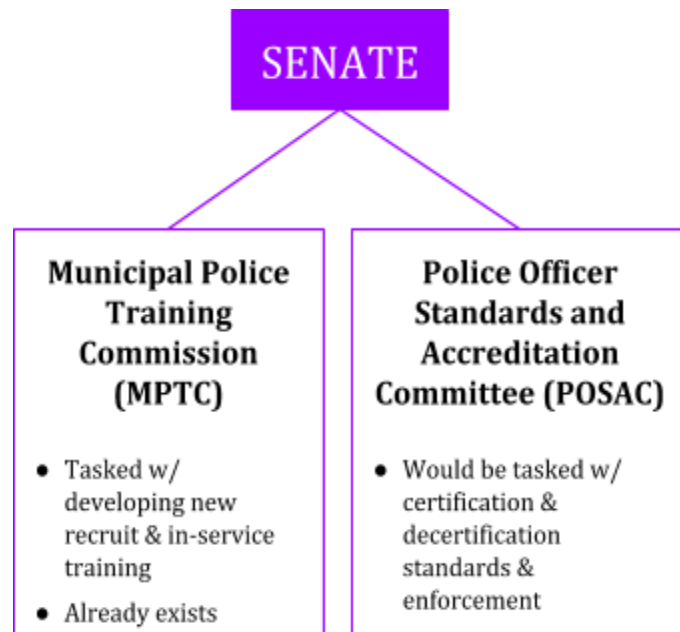 SENATE
Municipal Police
Training
Commission
(MPTC)
● Tasked w/
developing new
recruit & in-service
training
● Already exists
Police Officer
Standards and
Accreditation
Committee (POSAC)
● Would be tasked w/
certification &
decertification
standards &
enforcement